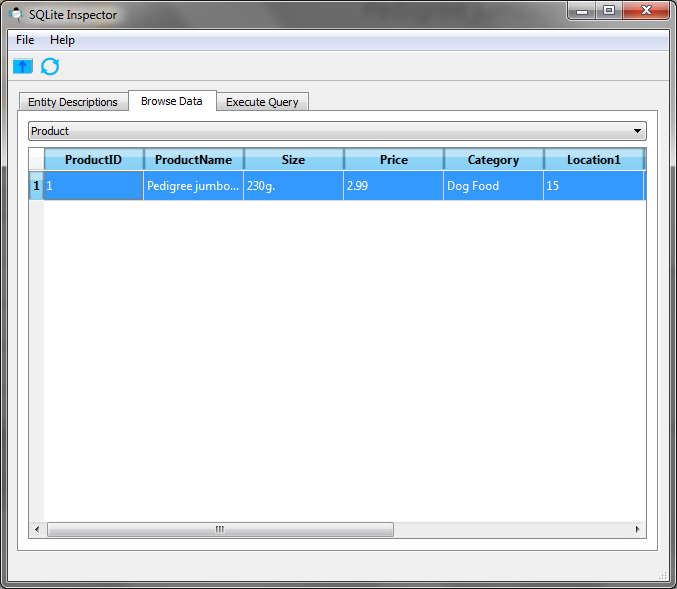 SQLite Inspector
File Help
Entity Descriptions Browse Data Execute Query
Product
ProductID ProductName Size Price Category Location1
1 1 Pedigree jumbo... 230g. 2.99 Dog Food 15